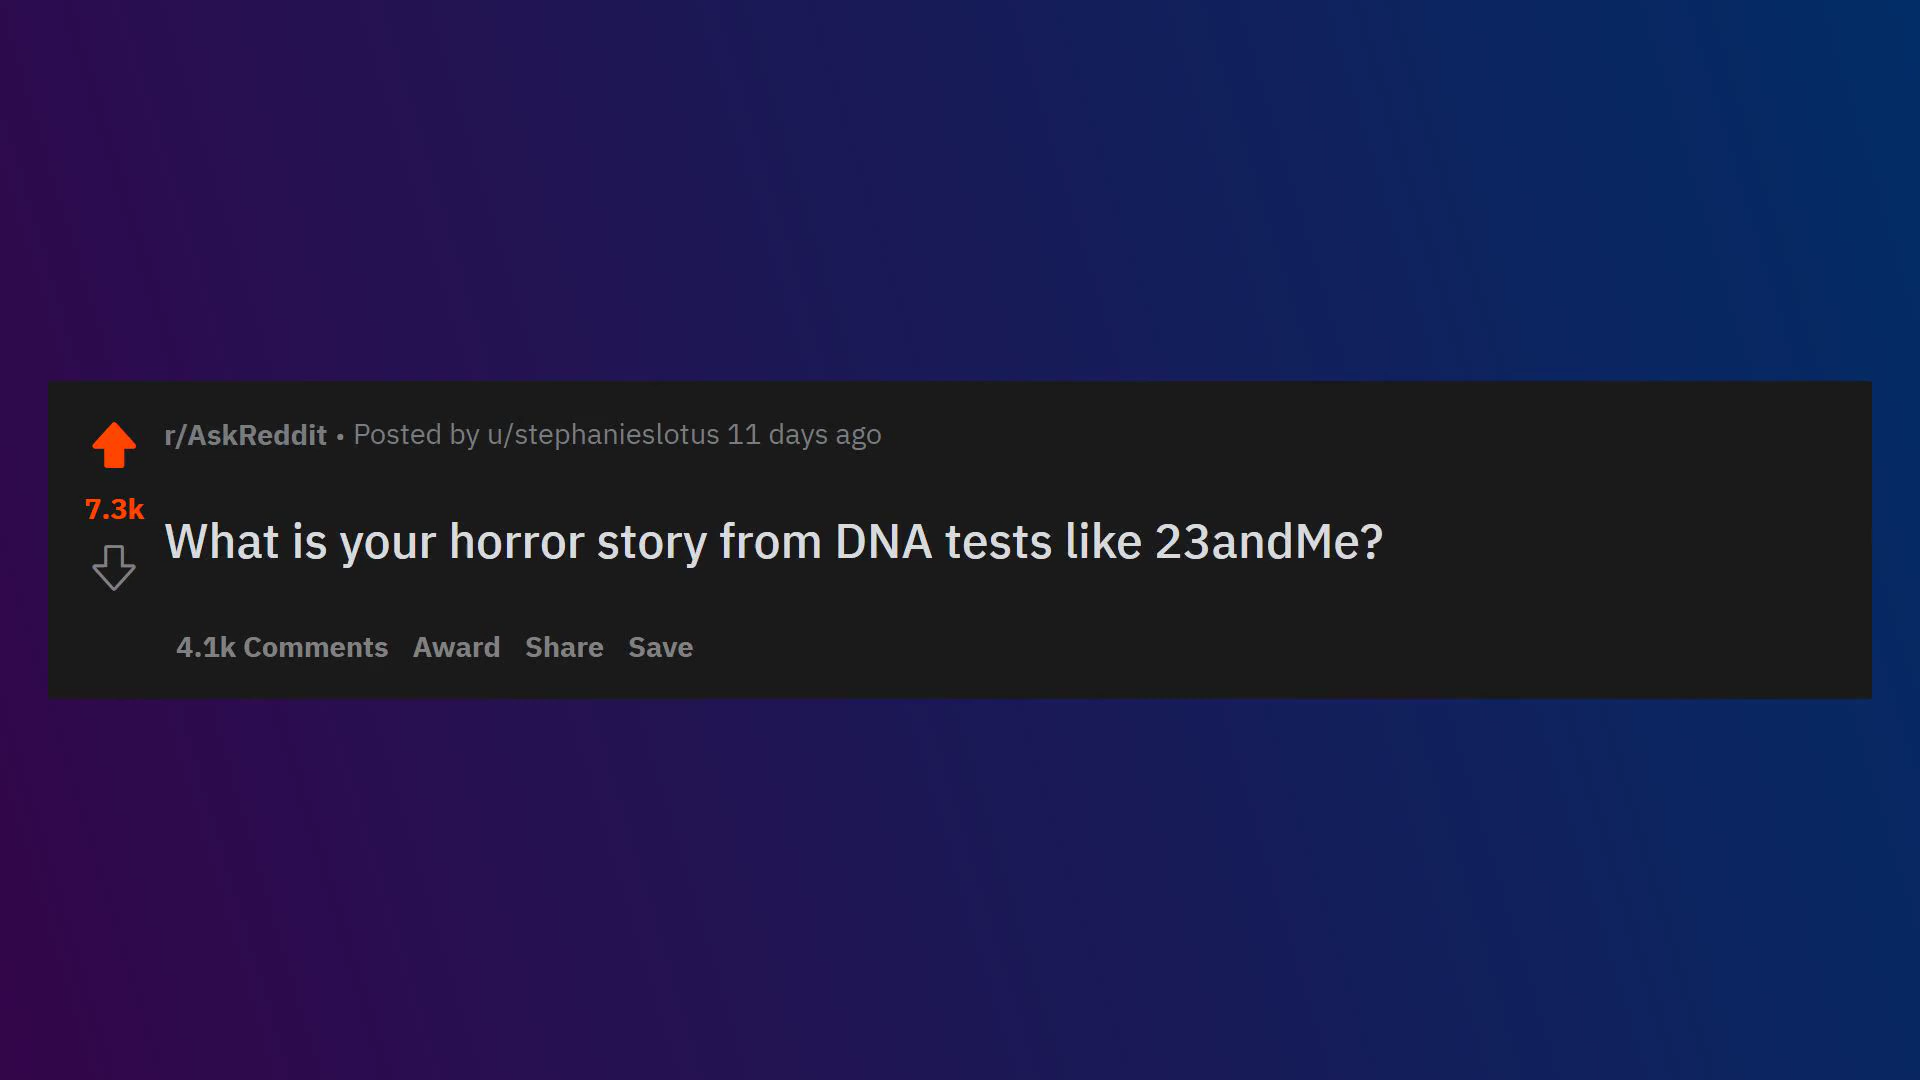 r/AskReddit • Posted by u/stephanieslotus 11 days ago
7.3k
What is your horror story from DNA tests like 23andMe?
4.1k Comments Award Share Save